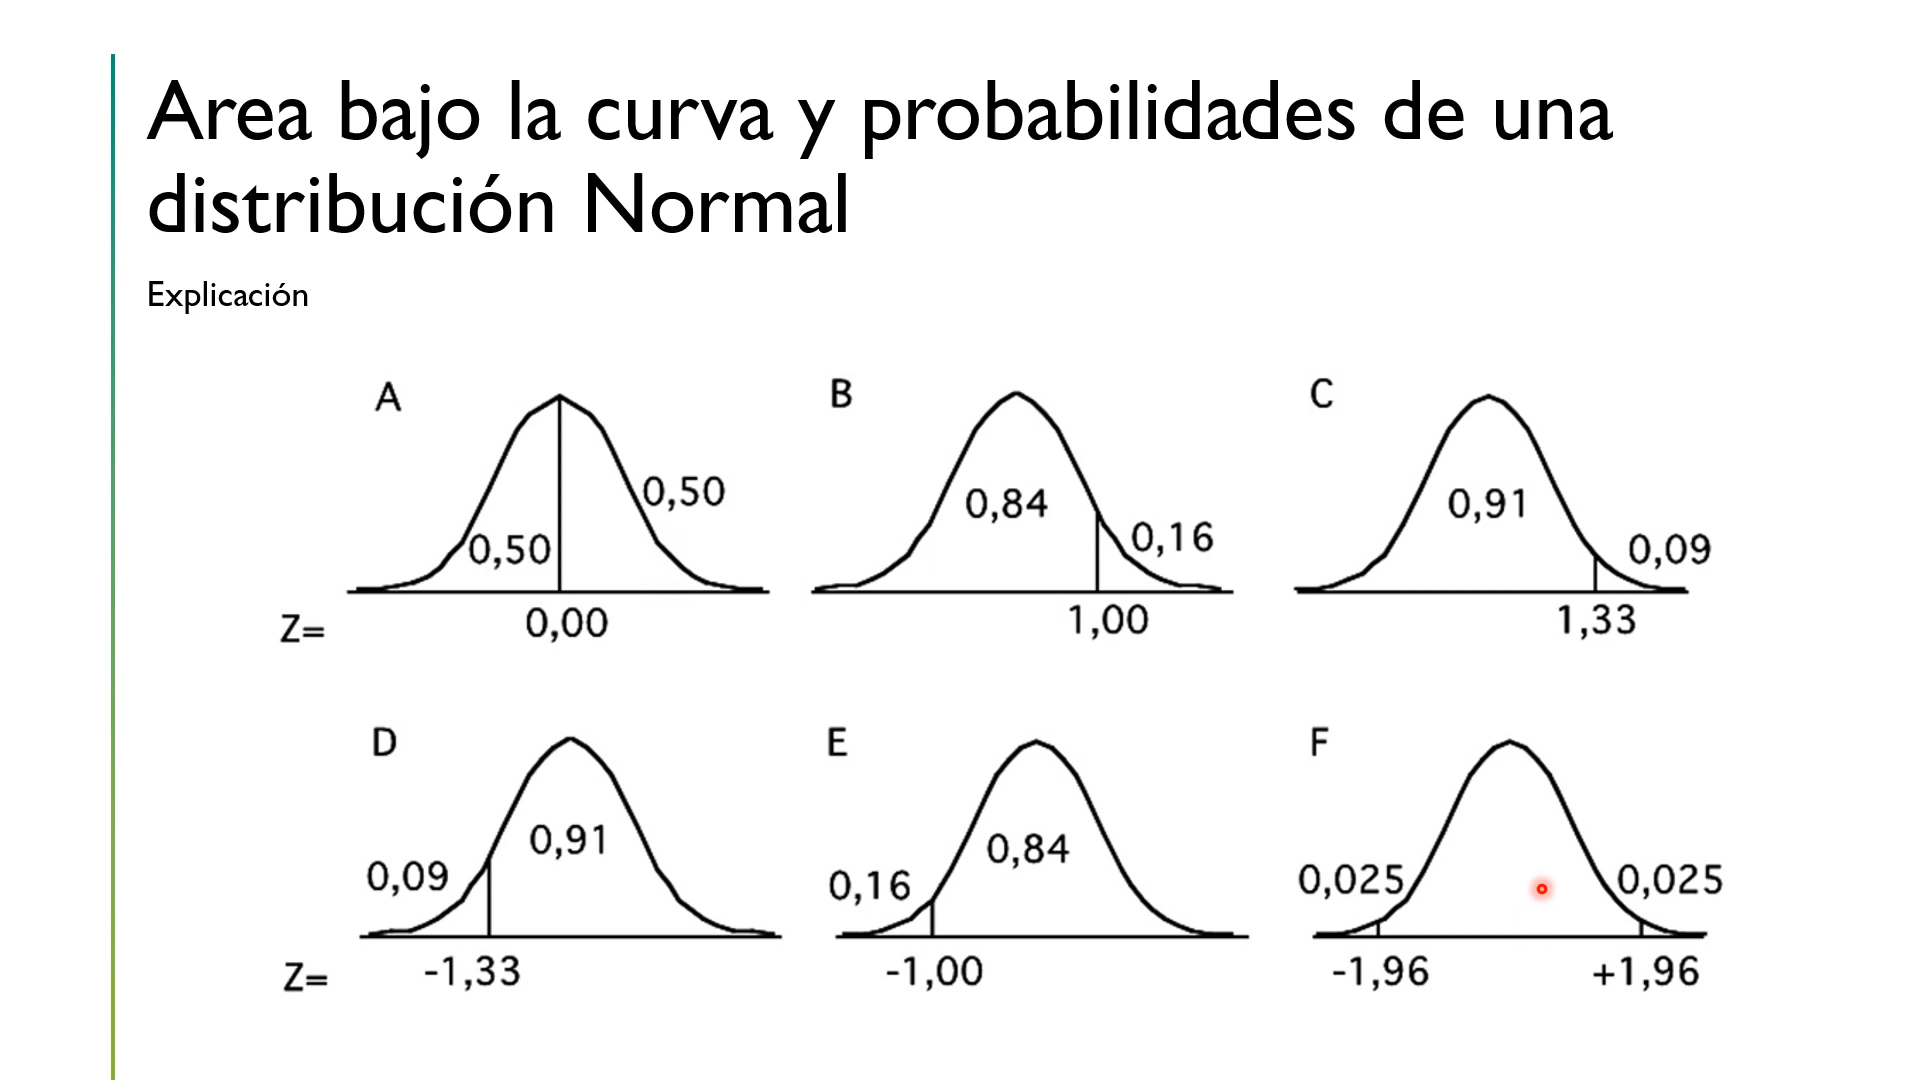 Area bajo la curva y probabilidades de una
distribución Normal
Explicación
A
0,50
0,50
Z=
0,00
B
0,84
0,16
1,00
C
0,91
0,09
1,33
D
0,09
0,91
Z=
-1,33
E
0,16
0,84
-1,00
F
0,025
0,025
-1,96
+1,96